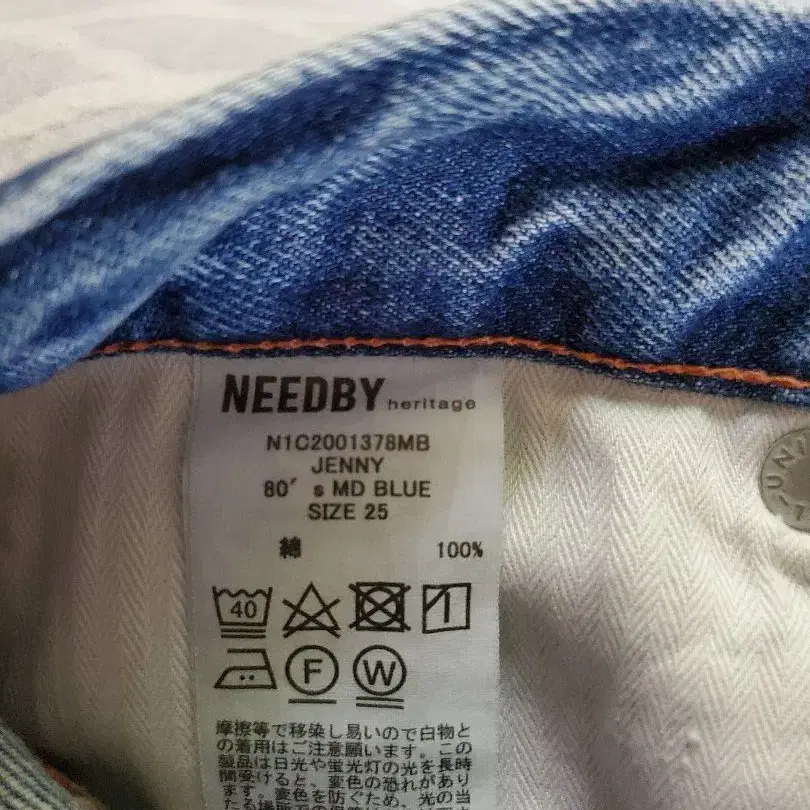 NEEDBY heritage
N1C2001378MB
JENNY
80's MD BLUE
SIZE 25
綿 100%
40
F W
摩擦等で移染し易いので白物と
の着用はご注意願います。この
製品は日光や蛍光灯の光を長時
間受けると、変色の恐れがあり
ます。変色を防ぐため、光の当
たる場所